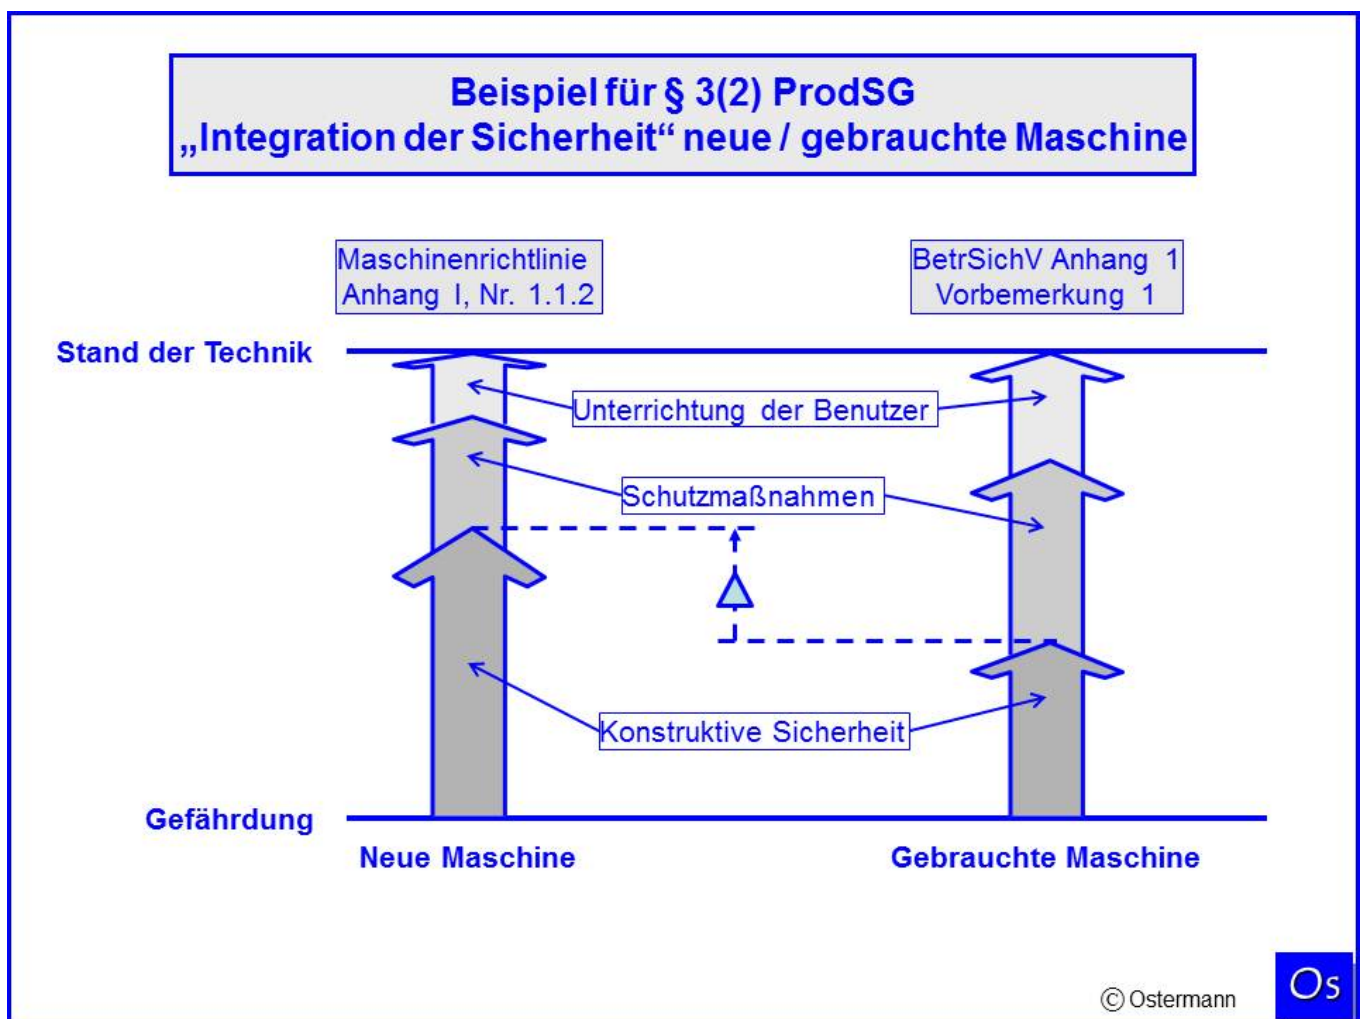 Beispiel für § 3(2) ProdSG
„Integration der Sicherheit“ neue / gebrauchte Maschine
Maschinenrichtlinie
Anhang I, Nr. 1.1.2
BetrSichV Anhang 1
Vorbemerkung 1
Stand der Technik
Unterrichtung der Benutzer
Schutzmaßnahmen
Konstruktive Sicherheit
Gefährdung
Neue Maschine
Gebrauchte Maschine
© Ostermann
Os